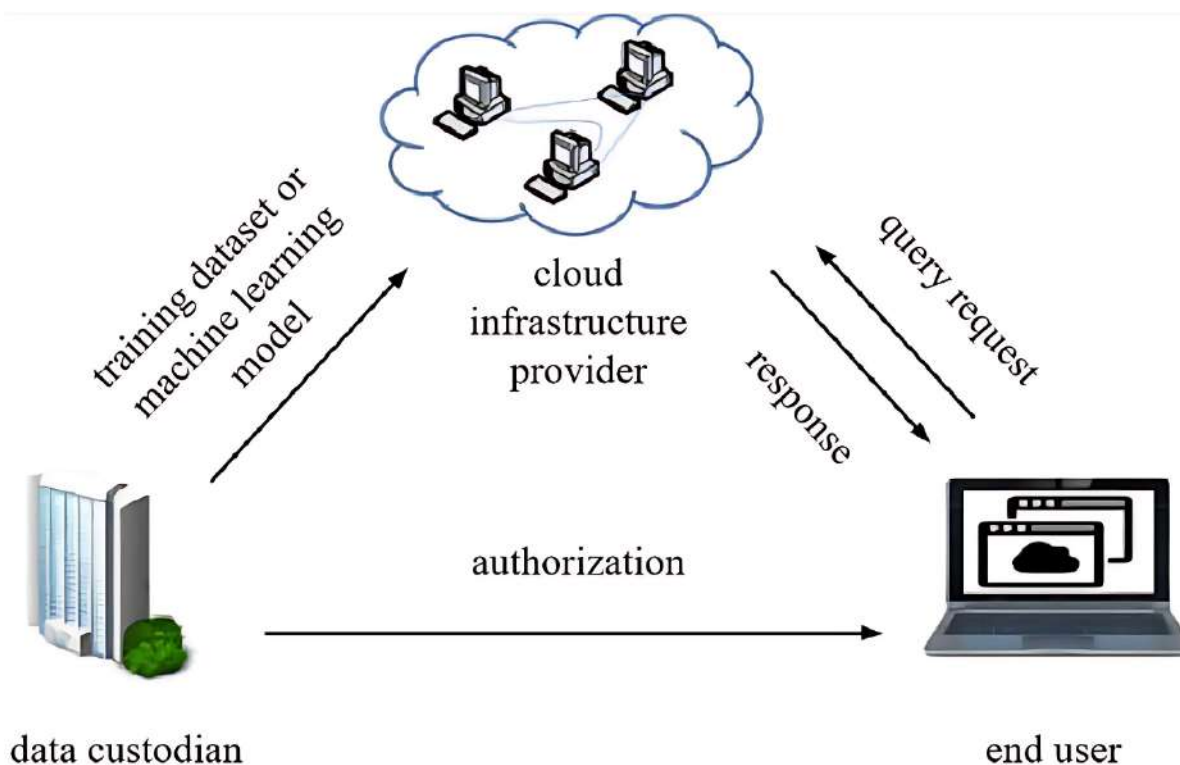 training dataset or
machine learning
model
cloud
infrastructure
provider
query request
response
authorization
data custodian
end user